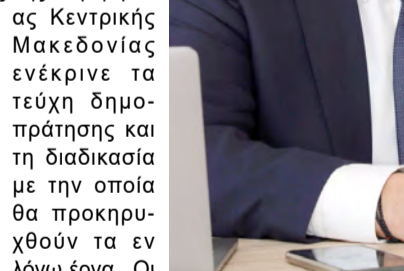 ας Κεντρικής
Μακεδονίας
ενέκρινε τα
τεύχη δημο-
πράτησης και
τη διαδικασία
με την οποία
θα προκηρυ-
χθούν τα εν
λόγω έργα. Οι